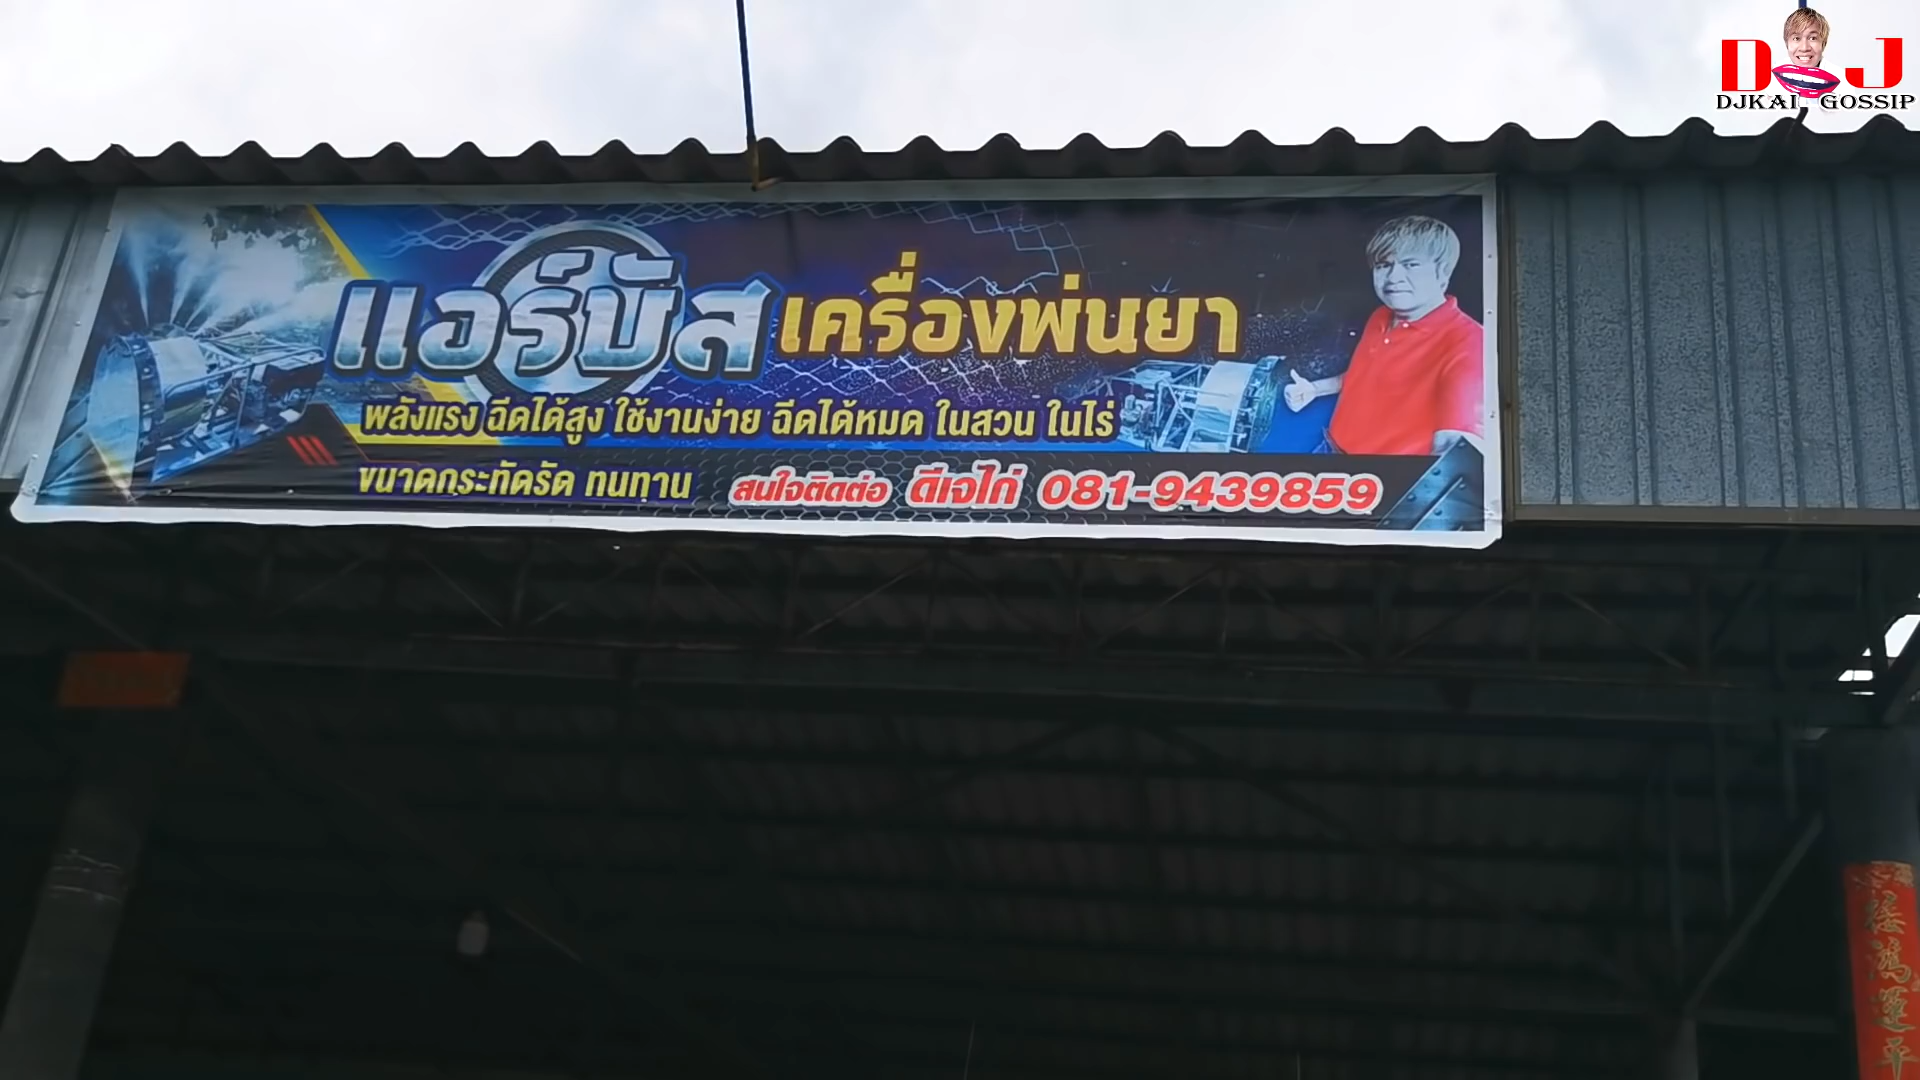 D J
DJKAI GOSSIP
แอร์บัส เครื่องพ่นยา
พลังแรง ฉีดได้สูง ใช้งานง่าย ฉีดได้หมด ในสวน ในไร่
ขนาดกระทัดรัด ทนทาน สนใจติดต่อ ดีเจไก่ 081-9439859